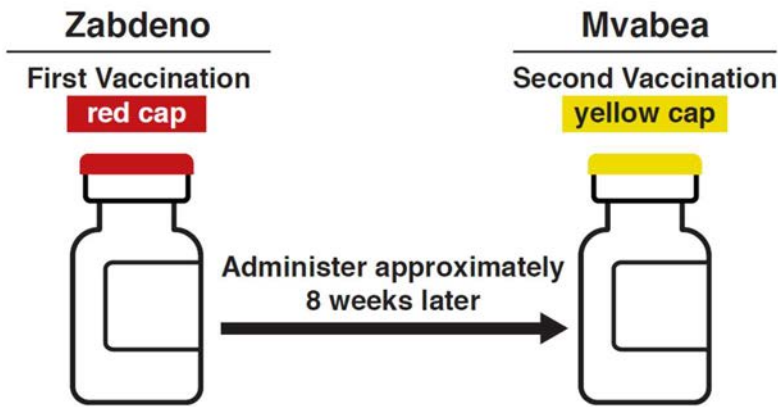 Zabdeno
First Vaccination
red cap
Mvabea
Second Vaccination
yellow cap
Administer approximately
8 weeks later